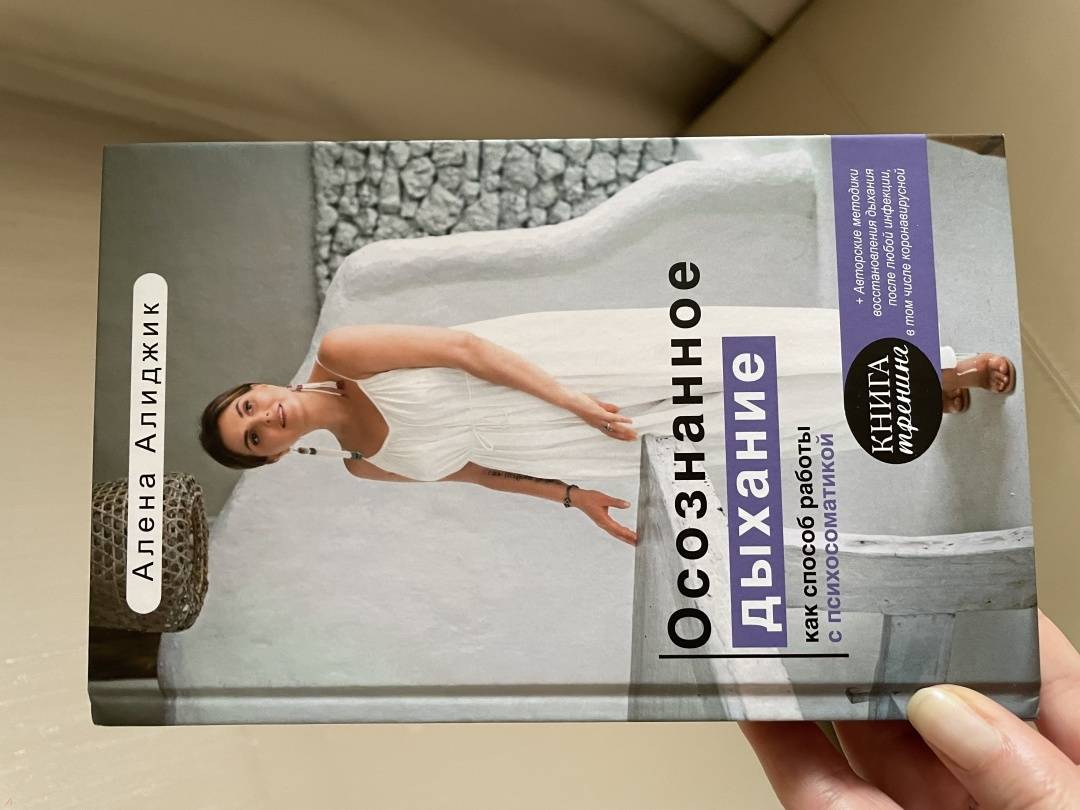 Алена Алиджик
Осознанное
дыхание
как способ работы
с психосоматикой
КНИГА
тренинг
+ Авторские методики
восстановления дыхания
после любой инфекции,
в том числе коронавирусной